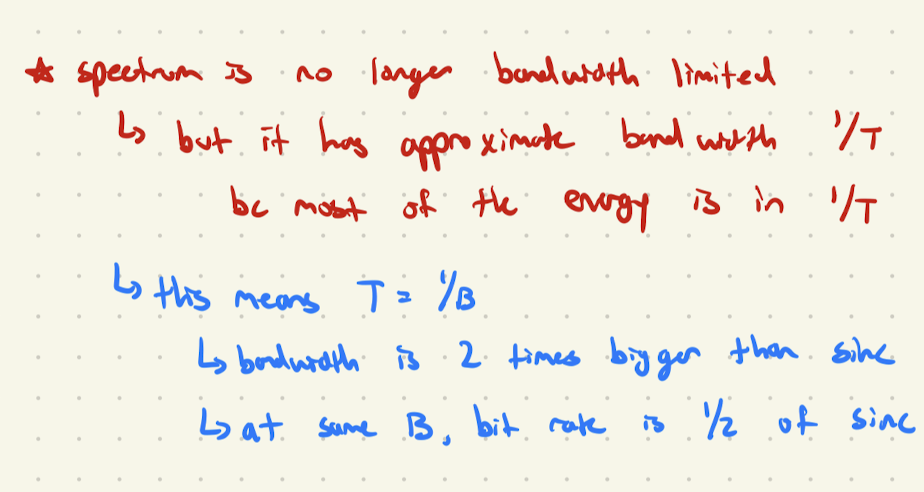 ★ spectrum is no longer bandwidth limited
↳ but it has approximate bandwidth 1/T
bc most of the energy is in 1/T
↳ this means T = 1/B
↳ bandwidth is 2 times bigger than sinc
↳ at same B, bit rate is 1/2 of sinc